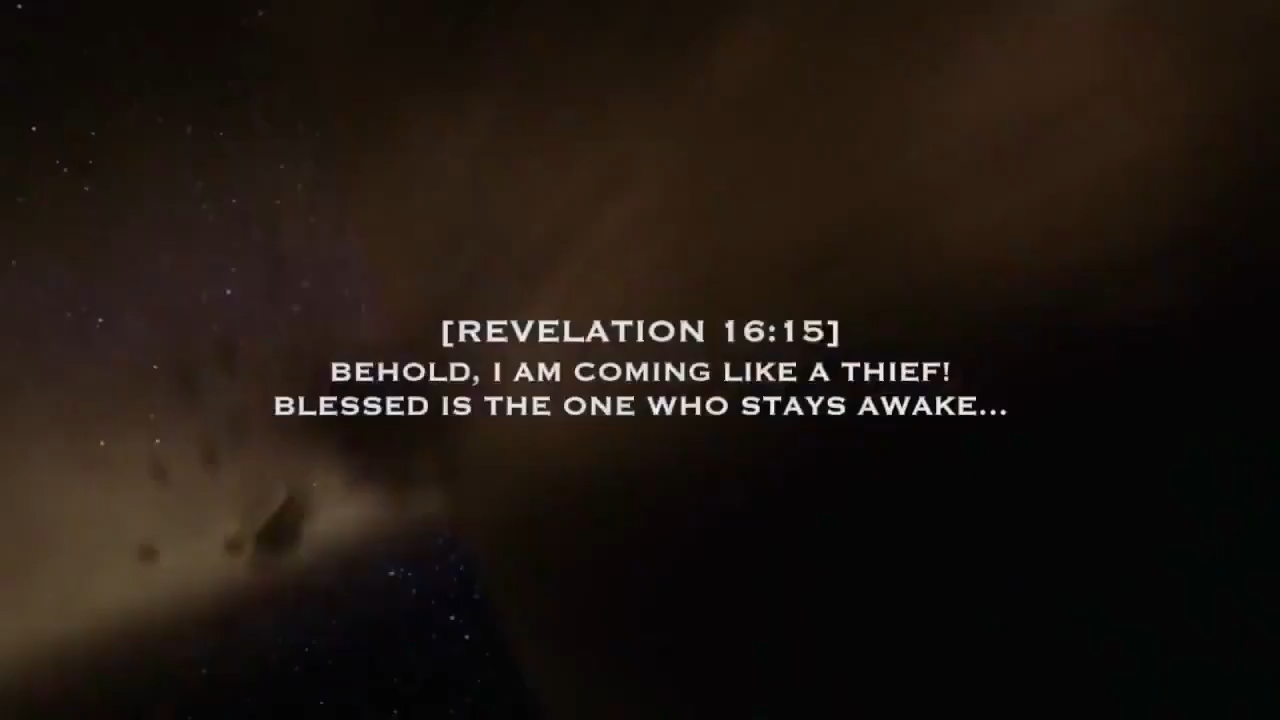 [REVELATION 16:15]
BEHOLD, I AM COMING LIKE A THIEF!
BLESSED IS THE ONE WHO STAYS AWAKE...